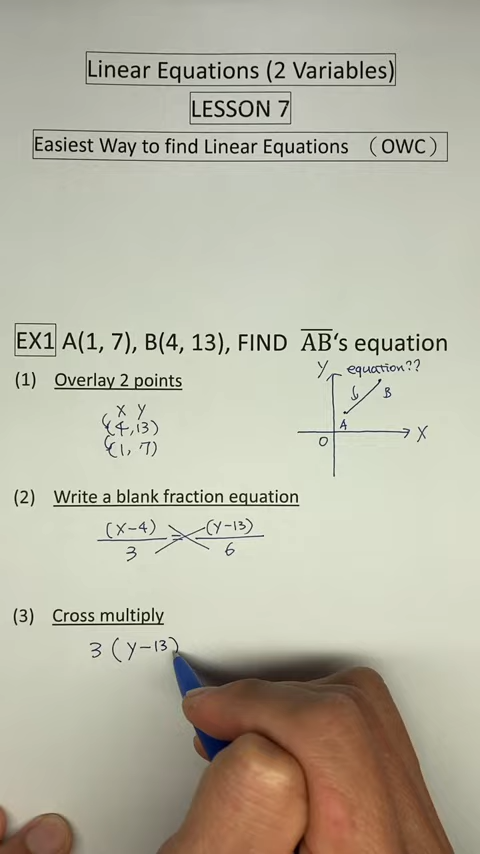 Linear Equations (2 Variables)
LESSON 7
Easiest Way to find Linear Equations （OWC）
EX1 A(1, 7), B(4, 13), FIND A̅B̅‘s equation
(1) Overlay 2 points
X Y
(4,13)
(1, 7)
Y equation??
B
A
O X
(2) Write a blank fraction equation
(X-4)/3 = (Y-13)/6
(3) Cross multiply
3 (Y-13)